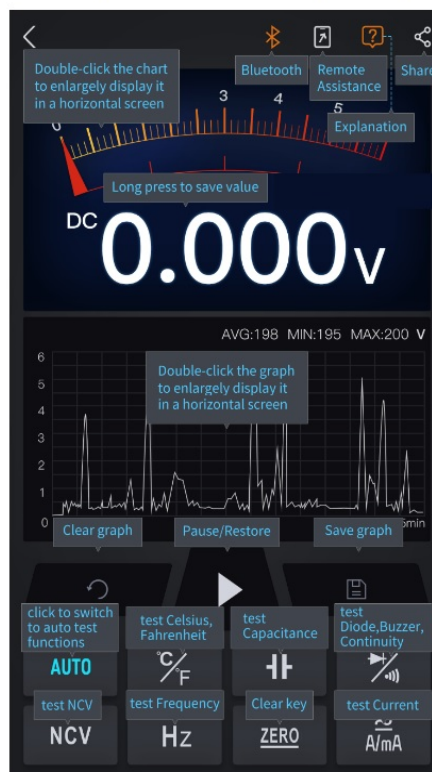 Double-click the chart
to enlargely display it
in a horizontal screen
Bluetooth
Remote
Assistance
Share
Explanation
0
3
4
5
Long press to save value
DC
0.000V
AVG:198 MIN:195 MAX:200 V
6
5
4
3
2
1
0
Double-click the graph
to enlargely display it
in a horizontal screen
5min
Clear graph
Pause/Restore
Save graph
click to switch
to auto test
functions
AUTO
test Celsius,
Fahrenheit
°C/°F
test
Capacitance
test
Diode,Buzzer,
Continuity
test NCV
NCV
test Frequency
Hz
Clear key
ZERO
test Current
A/mA